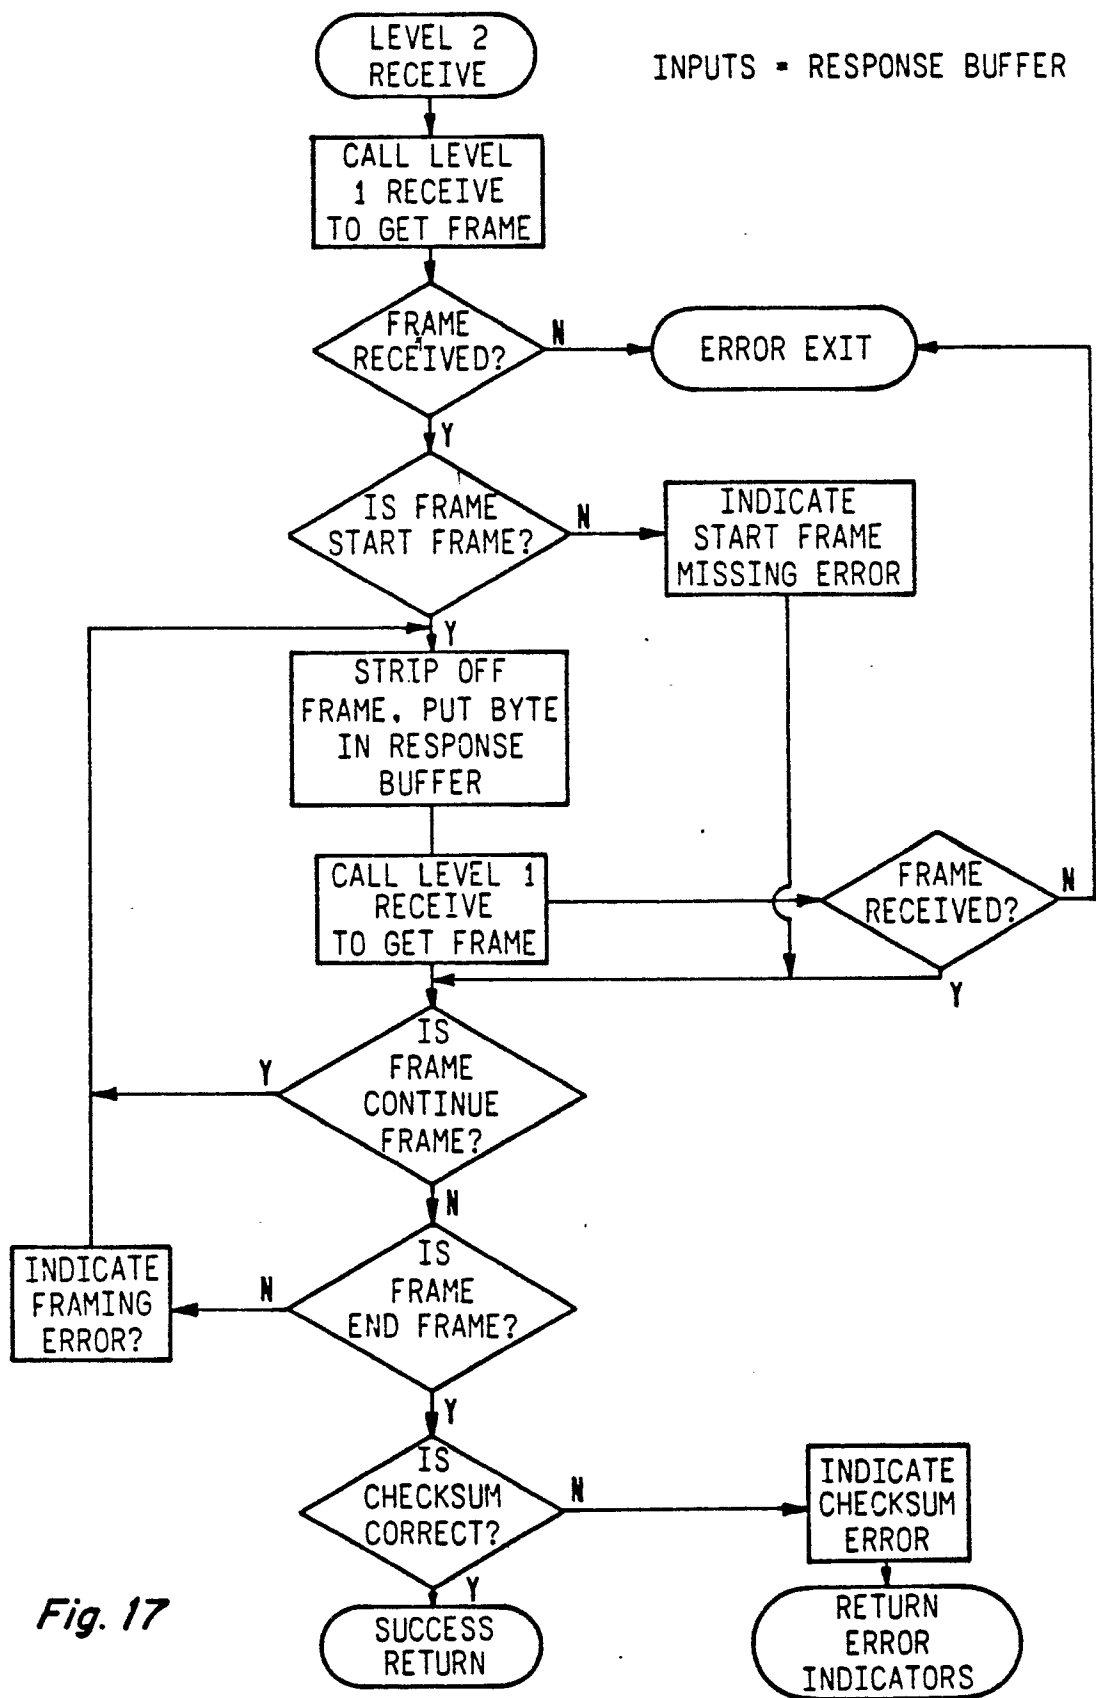 LEVEL 2
RECEIVE
INPUTS = RESPONSE BUFFER
CALL LEVEL
1 RECEIVE
TO GET FRAME
FRAME
RECEIVED?
N
ERROR EXIT
Y
IS FRAME
START FRAME?
N
INDICATE
START FRAME
MISSING ERROR
Y
STRIP OFF
FRAME, PUT BYTE
IN RESPONSE
BUFFER
CALL LEVEL 1
RECEIVE
TO GET FRAME
FRAME
RECEIVED?
N
Y
IS
FRAME
CONTINUE
FRAME?
Y
N
IS
FRAME
END FRAME?
N
INDICATE
FRAMING
ERROR?
Y
IS
CHECKSUM
CORRECT?
N
INDICATE
CHECKSUM
ERROR
Y
SUCCESS
RETURN
RETURN
ERROR
INDICATORS
Fig. 17